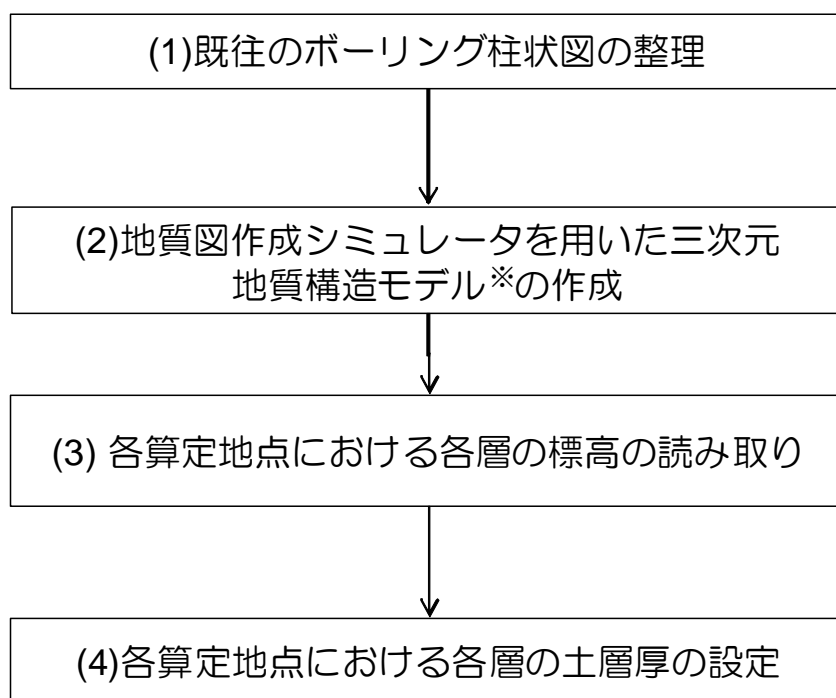 (1)既往のボーリング柱状図の整理
(2)地質図作成シミュレータを用いた三次元
地質構造モデル※の作成
(3) 各算定地点における各層の標高の読み取り
(4)各算定地点における各層の土層厚の設定